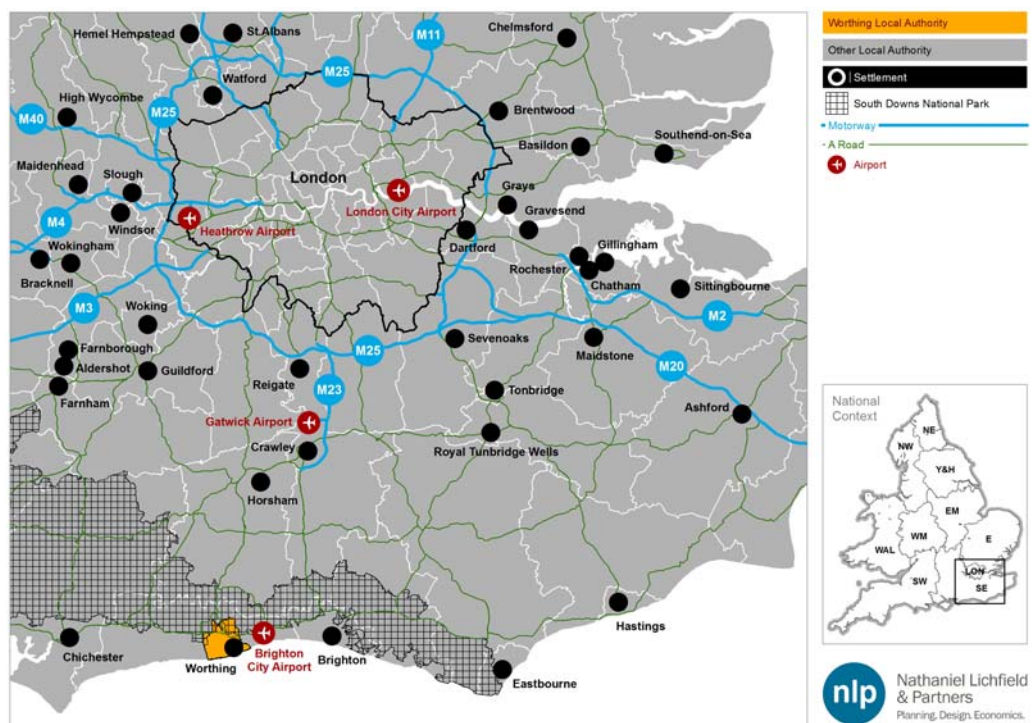 Hemel Hempstead
St.Albans
M11
Chelmsford
M25
Watford
High Wycombe
M25
M40
Brentwood
Basildon
Southend-on-Sea
Maidenhead
Slough
London
Grays
London City Airport
Gravesend
M4
Windsor
Heathrow Airport
Wokingham
Dartford
Gillingham
Rochester
Bracknell
Chatham
Sittingbourne
M3
Woking
M2
Farnborough
M25
Sevenoaks
Maidstone
Aldershot
Guildford
Reigate
M20
M23
Tonbridge
Farnham
Gatwick Airport
Ashford
Crawley
Royal Tunbridge Wells
Horsham
Hastings
Chichester
Worthing
Brighton
City Airport
Brighton
Eastbourne
Worthing Local Authority
Other Local Authority
Settlement
South Downs National Park
Motorway
A Road
Airport
National
Context
NE
NW
Y&H
EM
WM
E
WAL
LON
SW
SE
nlp
Nathaniel Lichfield
& Partners
Planning. Design. Economics.